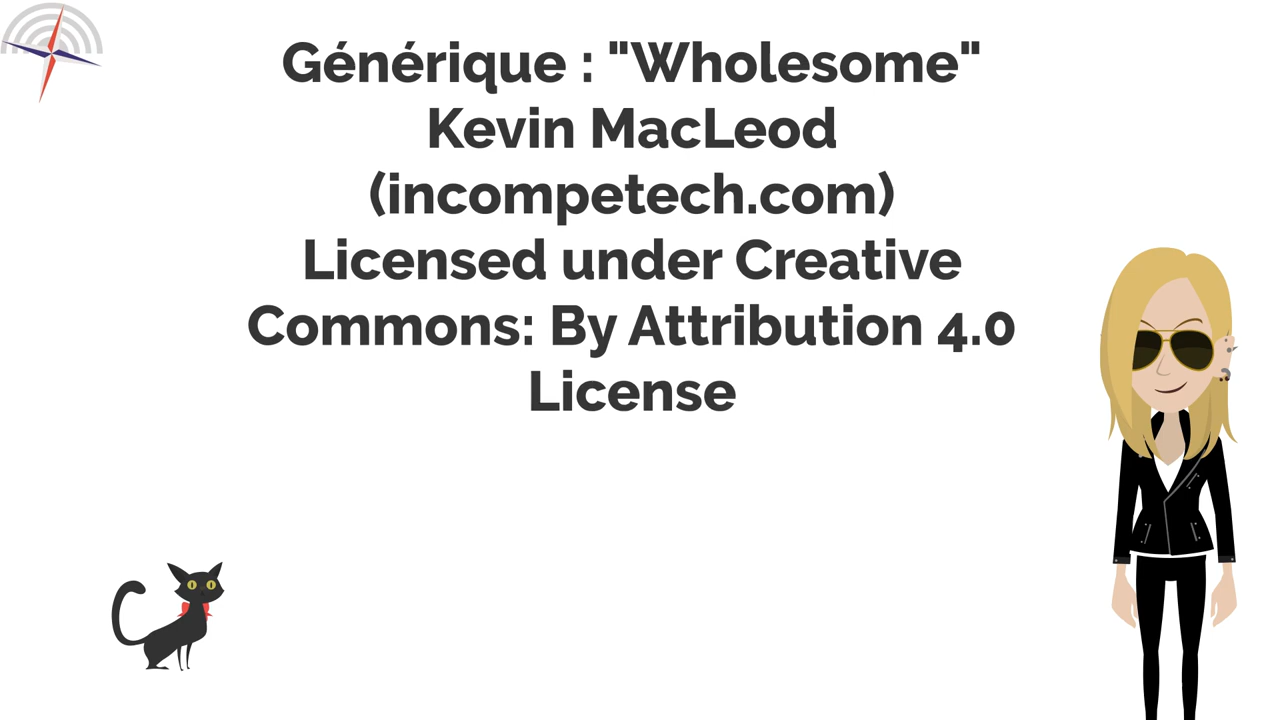 Générique : "Wholesome"
Kevin MacLeod
(incompetech.com)
Licensed under Creative
Commons: By Attribution 4.0
License